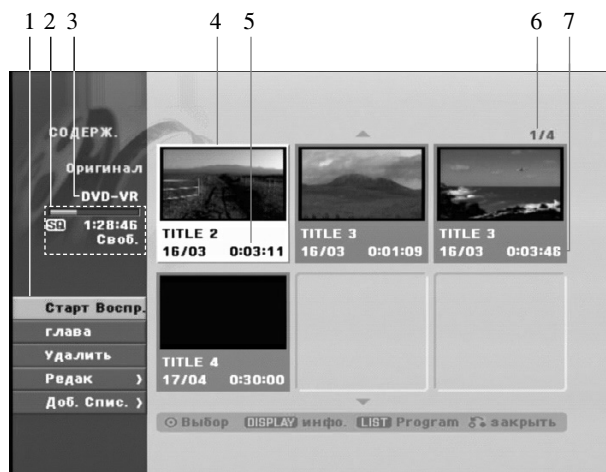 1 2 3 4 5 6 7
СОДЕРЖ.
Оригинал
DVD-VR
SQ 1:28:46
Своб.
Старт Воспр.
глава
Удалить
Редак >
Доб. Спис. >
1/4
TITLE 2
16/03 0:03:11
TITLE 3
16/03 0:01:09
TITLE 3
16/03 0:03:46
TITLE 4
17/04 0:30:00
Выбор DISPLAY инфо. LIST Program закрыть